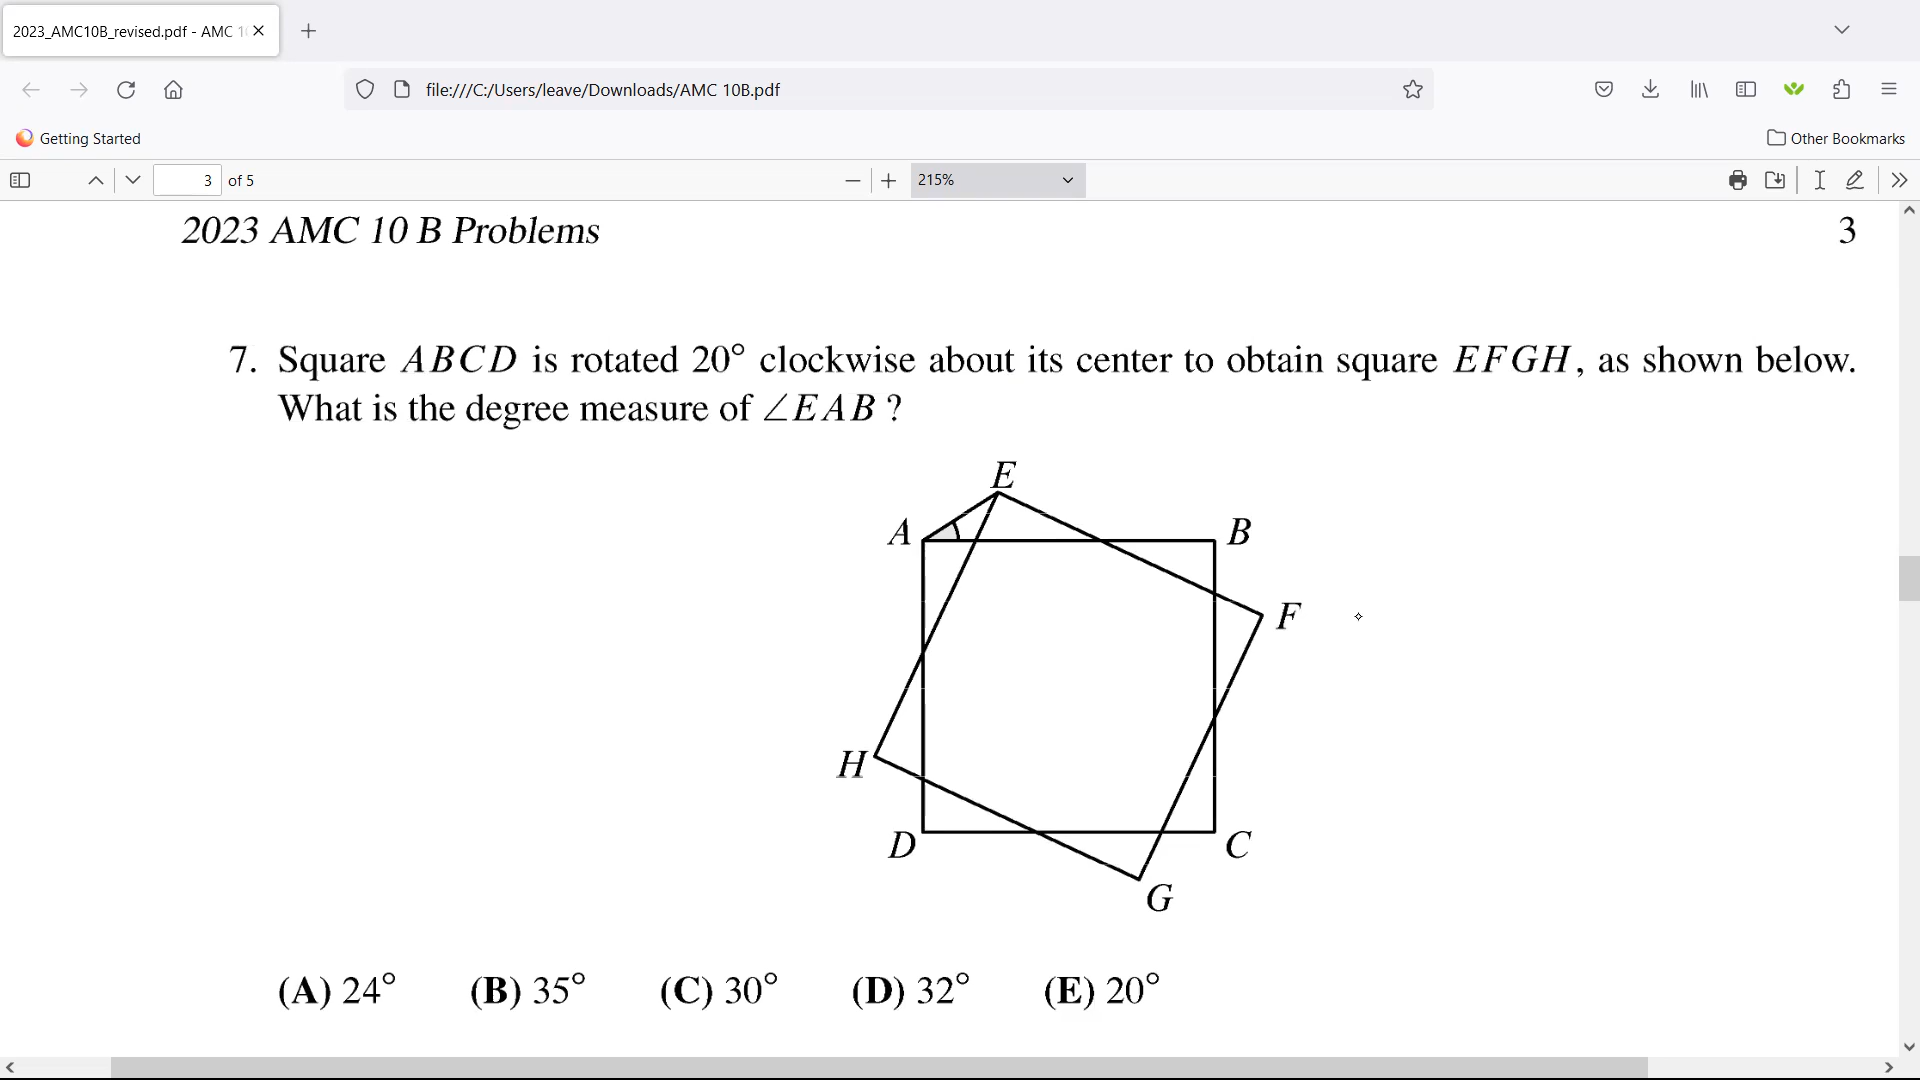 2023_AMC10B_revised.pdf - AMC 1
file:///C:/Users/leave/Downloads/AMC 10B.pdf
Getting Started
Other Bookmarks
3 of 5
215%
2023 AMC 10 B Problems
3
7. Square ABCD is rotated 20° clockwise about its center to obtain square EFGH, as shown below.
What is the degree measure of ∠EAB ?
E
A
B
F
H
D
C
G
(A) 24° (B) 35° (C) 30° (D) 32° (E) 20°